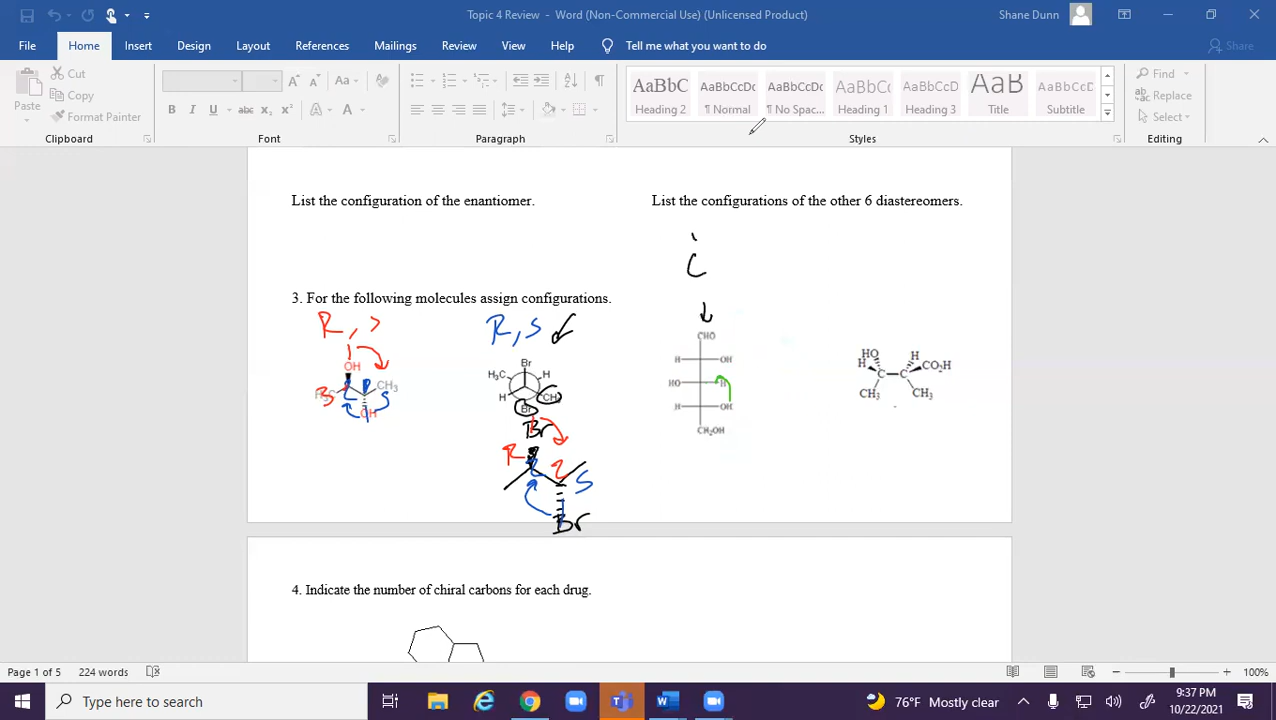 Topic 4 Review - Word (Non-Commercial Use) (Unlicensed Product)
Shane Dunn
File Home Insert Design Layout References Mailings Review View Help Tell me what you want to do Share
Cut
Copy
Format Painter
Paste
Clipboard
Font
Paragraph
AaBbC AaBbCcDc AaBbCcDc AaBbCc AaBbCcD AaB AaBbCcD
Heading 2 ¶ Normal ¶ No Spac... Heading 1 Heading 3 Title Subtitle
Styles
Find
Replace
Select
Editing
List the configuration of the enantiomer.
List the configurations of the other 6 diastereomers.
3. For the following molecules assign configurations.
R, S
OH
CH3
H3C
OH
R, S
Br
H3C H
H CH3
Br
Br
R 2
2 S
Br
C
CHO
H OH
HO H
H OH
CH2OH
HO H
H C C CO2H
CH3 CH3
4. Indicate the number of chiral carbons for each drug.
Page 1 of 5 224 words
100%
Type here to search
76°F Mostly clear
9:37 PM
10/22/2021